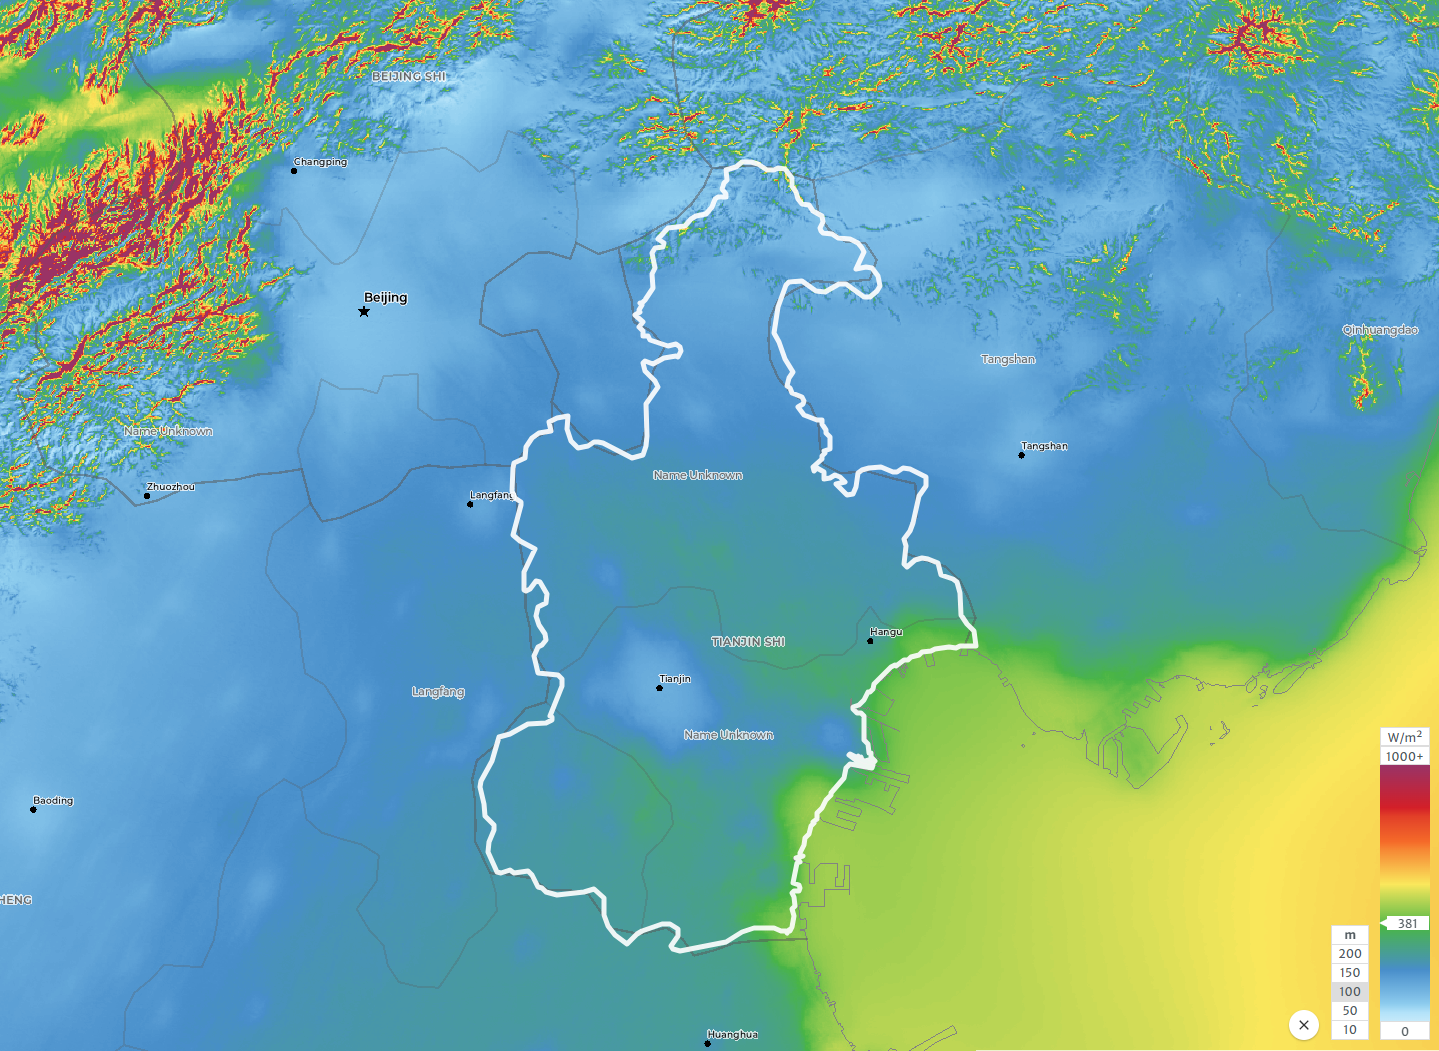 BEIJING SHI
Changping
Beijing
Qinhuangdao
Tangshan
Name Unknown
Tangshan
Name Unknown
Zhuozhou
Langfang
Hangu
TIANJIN SHI
Tianjin
Langfang
Name Unknown
W/m²
1000+
Baoding
HENG
381
m
200
150
100
50
10
0
Huanghua